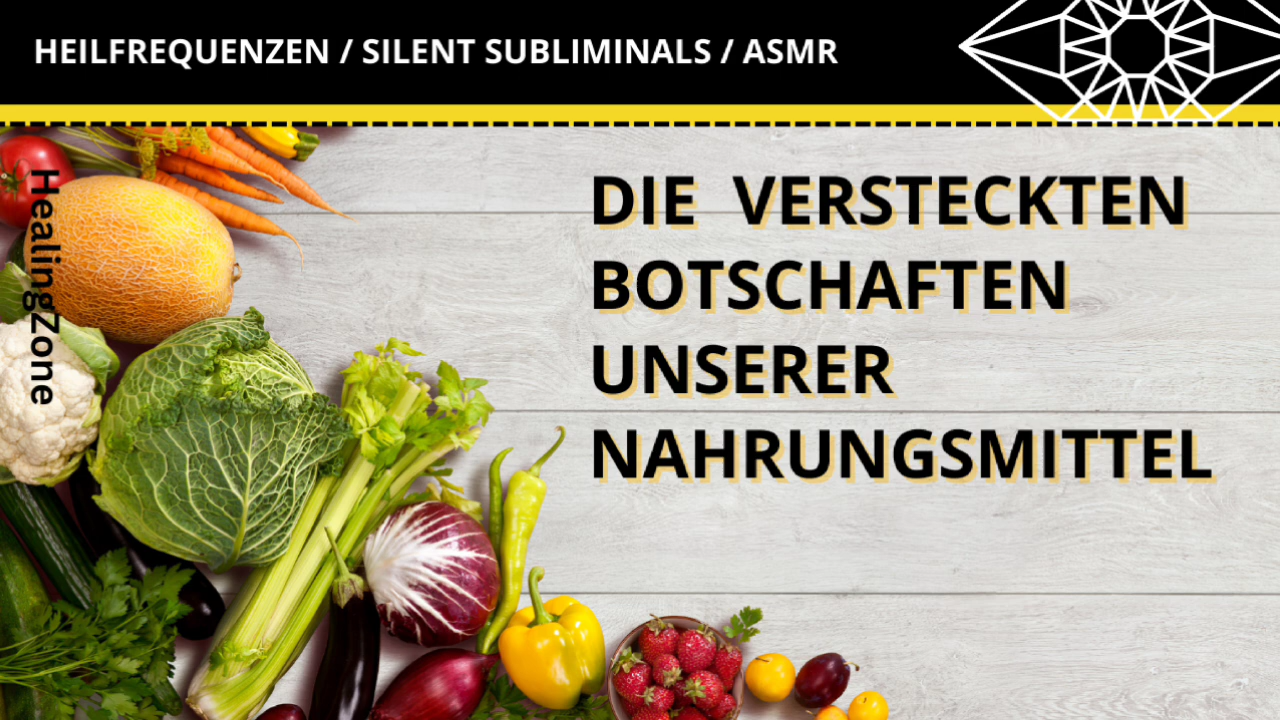 HEILFREQUENZEN / SILENT SUBLIMINALS / ASMR
HealingZone
DIE VERSTECKTEN
BOTSCHAFTEN
UNSERER
NAHRUNGSMITTEL